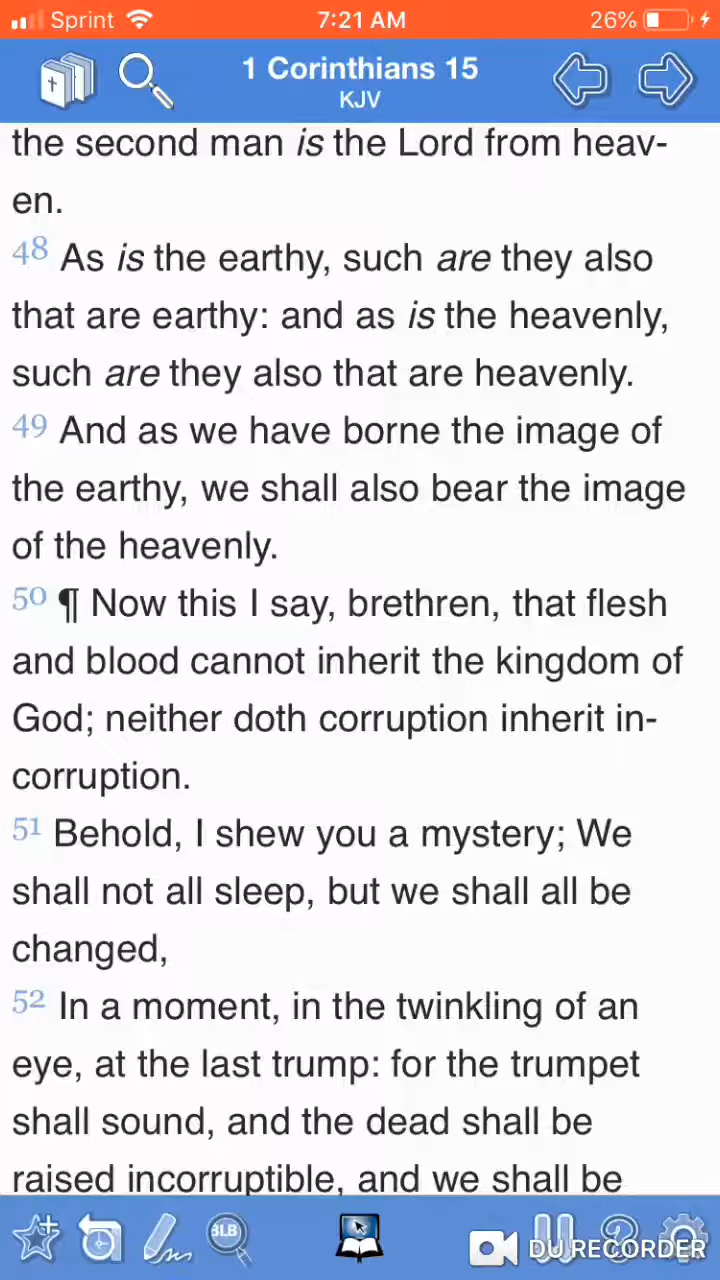 Sprint 7:21 AM 26%
1 Corinthians 15
KJV
the second man is the Lord from heav-
en.
48 As is the earthy, such are they also
that are earthy: and as is the heavenly,
such are they also that are heavenly.
49 And as we have borne the image of
the earthy, we shall also bear the image
of the heavenly.
50 ¶ Now this I say, brethren, that flesh
and blood cannot inherit the kingdom of
God; neither doth corruption inherit in-
corruption.
51 Behold, I shew you a mystery; We
shall not all sleep, but we shall all be
changed,
52 In a moment, in the twinkling of an
eye, at the last trump: for the trumpet
shall sound, and the dead shall be
raised incorruptible, and we shall be
BLB
DU RECORDER